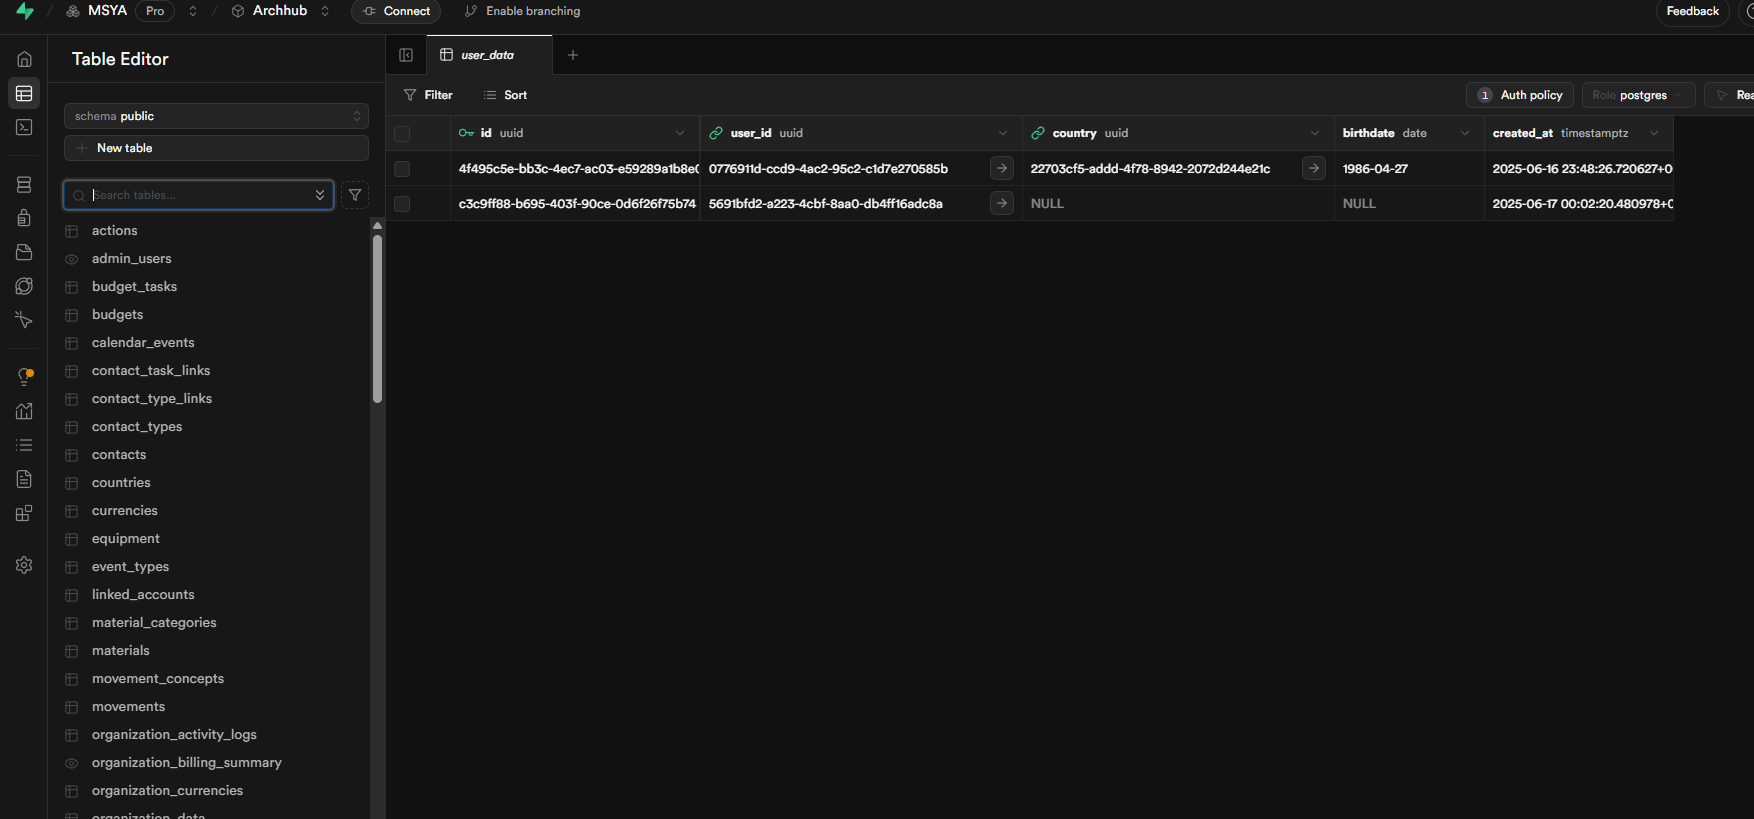 MSYA Pro Archhub Connect Enable branching Feedback
Table Editor
user_data
schema public
New table
Search tables...
actions
admin_users
budget_tasks
budgets
calendar_events
contact_task_links
contact_type_links
contact_types
contacts
countries
currencies
equipment
event_types
linked_accounts
material_categories
materials
movement_concepts
movements
organization_activity_logs
organization_billing_summary
organization_currencies
organization_data
Filter Sort 1 Auth policy Role postgres
id uuid user_id uuid country uuid birthdate date created_at timestamptz
4f495c5e-bb3c-4ec7-ac03-e59289a1b8e 0776911d-ccd9-4ac2-95c2-c1d7e270585b 22703cf5-addd-4f78-8942-2072d244e21c 1986-04-27 2025-06-16 23:48:26.720627+0
c3c9ff88-b695-403f-90ce-0d6f26f75b74 5691bfd2-a223-4cbf-8aa0-db4ff16adc8a NULL NULL 2025-06-17 00:02:20.480978+0